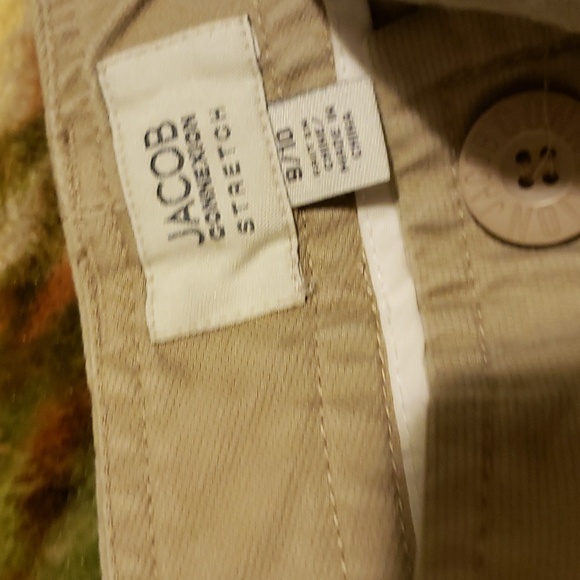 JACOB
CONNEXION
STRETCH
9/10
MADE IN
CHINA